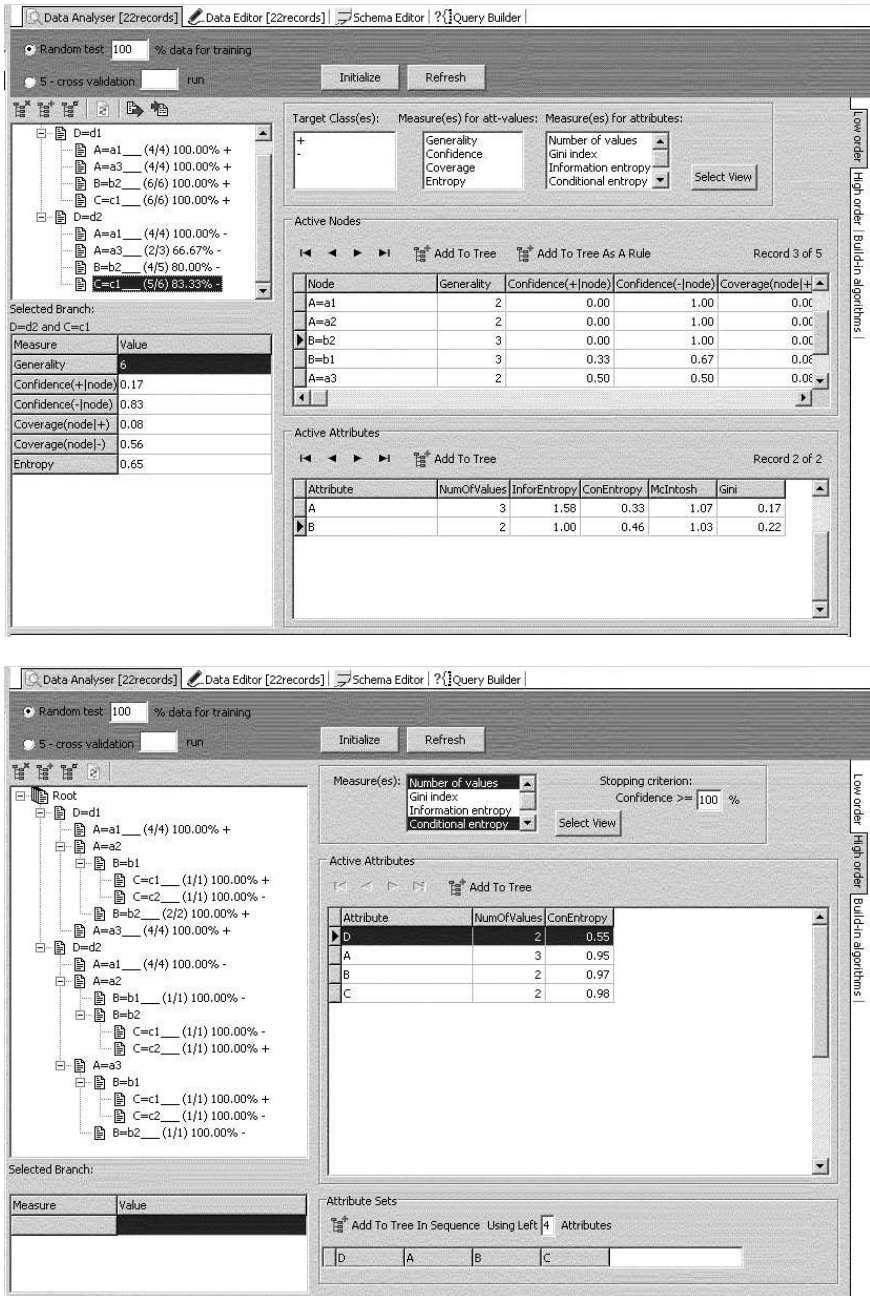 Data Analyser [22records] Data Editor [22records] Schema Editor ?{}Query Builder
Random test 100 % data for training
5 - cross validation run Initialize Refresh
Target Class(es): Measure(es) for att-values: Measure(es) for attributes:
+ Generality Number of values
- Confidence Gini index
Coverage Information entropy
Entropy Conditional entropy Select View
Low order High order Build-in algorithms
D=d1
A=a1___ (4/4) 100.00% +
A=a3___ (4/4) 100.00% +
B=b2___ (6/6) 100.00% +
C=c1___ (6/6) 100.00% +
D=d2
A=a1___ (4/4) 100.00% -
A=a3___ (2/3) 66.67% -
B=b2___ (4/5) 80.00% -
C=c1___ (5/6) 83.33% -
Selected Branch:
D=d2 and C=c1
Measure Value
Generality 6
Confidence(+|node) 0.17
Confidence(-|node) 0.83
Coverage(node|+) 0.08
Coverage(node|-) 0.56
Entropy 0.65
Active Nodes
Add To Tree Add To Tree As A Rule Record 3 of 5
Node Generality Confidence(+|node) Confidence(-|node) Coverage(node|+
A=a1 2 0.00 1.00 0.00
A=a2 2 0.00 1.00 0.00
B=b2 3 0.00 1.00 0.00
B=b1 3 0.33 0.67 0.08
A=a3 2 0.50 0.50 0.08
Active Attributes
Add To Tree Record 2 of 2
Attribute NumOfValues InforEntropy ConEntropy McIntosh Gini
A 3 1.58 0.33 1.07 0.17
B 2 1.00 0.46 1.03 0.22
Data Analyser [22records] Data Editor [22records] Schema Editor ?{}Query Builder
Random test 100 % data for training
5 - cross validation run Initialize Refresh
Measure(es): Number of values Stopping criterion:
Gini index Confidence >= 100 %
Information entropy
Conditional entropy Select View
Low order High order Build-in algorithms
Root
D=d1
A=a1___ (4/4) 100.00% +
A=a2
B=b1
C=c1___ (1/1) 100.00% +
C=c2___ (1/1) 100.00% -
B=b2___ (2/2) 100.00% +
A=a3___ (4/4) 100.00% +
D=d2
A=a1___ (4/4) 100.00% -
A=a2
B=b1___ (1/1) 100.00% -
B=b2
C=c1___ (1/1) 100.00% -
C=c2___ (1/1) 100.00% +
A=a3
B=b1
C=c1___ (1/1) 100.00% +
C=c2___ (1/1) 100.00% -
B=b2___ (1/1) 100.00% -
Selected Branch:
Measure Value
Active Attributes
Add To Tree
Attribute NumOfValues ConEntropy
D 2 0.55
A 3 0.95
B 2 0.97
C 2 0.98
Attribute Sets
Add To Tree In Sequence Using Left 4 Attributes
D A B C